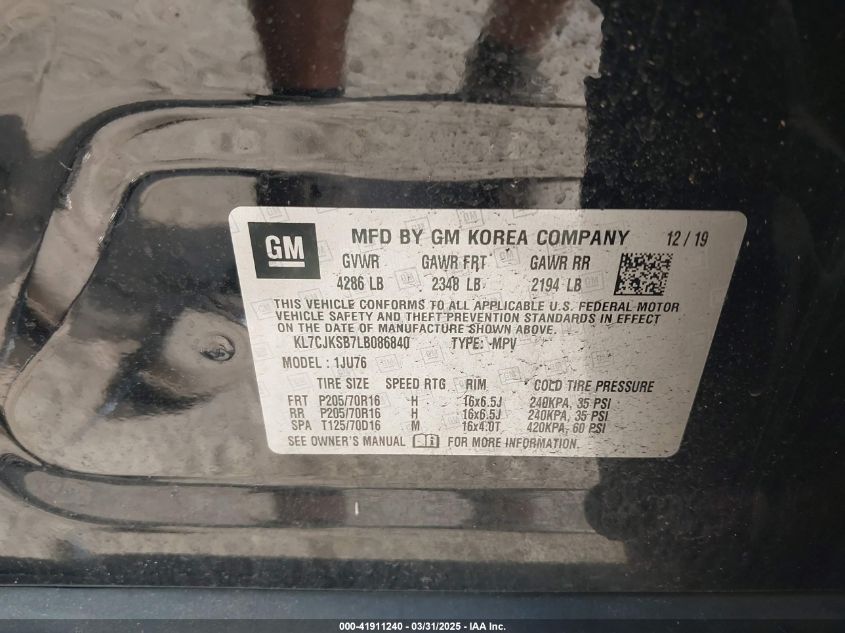 GM MFD BY GM KOREA COMPANY 12 / 19
GVWR GAWR FRT GAWR RR
4286 LB 2348 LB 2194 LB
THIS VEHICLE CONFORMS TO ALL APPLICABLE U.S. FEDERAL MOTOR
VEHICLE SAFETY AND THEFT PREVENTION STANDARDS IN EFFECT
ON THE DATE OF MANUFACTURE SHOWN ABOVE.
KL7CJKSB7LB086840 TYPE: -MPV
MODEL : 1JU76
TIRE SIZE SPEED RTG RIM COLD TIRE PRESSURE
FRT P205/70R16 H 16x6.5J 240KPA, 35 PSI
RR P205/70R16 H 16x6.5J 240KPA, 35 PSI
SPA T125/70D16 M 16x4.0T 420KPA, 60 PSI
SEE OWNER'S MANUAL FOR MORE INFORMATION.
000-41911240 - 03/31/2025 - IAA Inc.